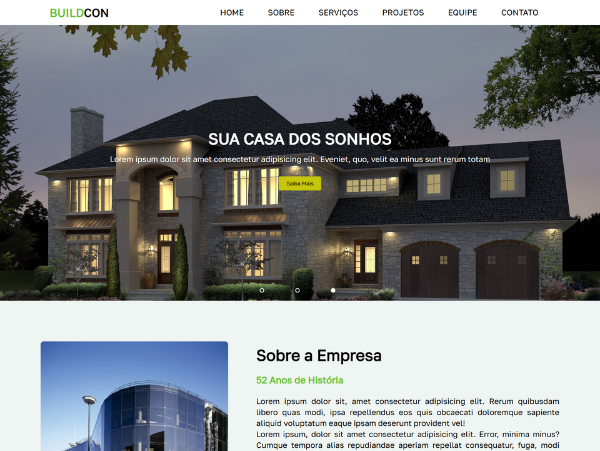 BUILDCON HOME SOBRE SERVIÇOS PROJETOS EQUIPE CONTATO
SUA CASA DOS SONHOS
Lorem ipsum dolor sit amet consectetur adipisicing elit. Eveniet, quo, velit ea minus sunt rerum totam
Saiba Mais
Sobre a Empresa
52 Anos de História
Lorem ipsum dolor sit, amet consectetur adipisicing elit. Rerum quibusdam
libero quas modi, ipsa repellendus eos quis obcaecati doloremque sapiente
aliquid voluptatum eaque ipsam deserunt provident vel!
Lorem ipsum, dolor sit amet consectetur adipisicing elit. Error, minima minus?
Cumque tempora alias repudiandae aperiam repellat consequatur, fuga, modi